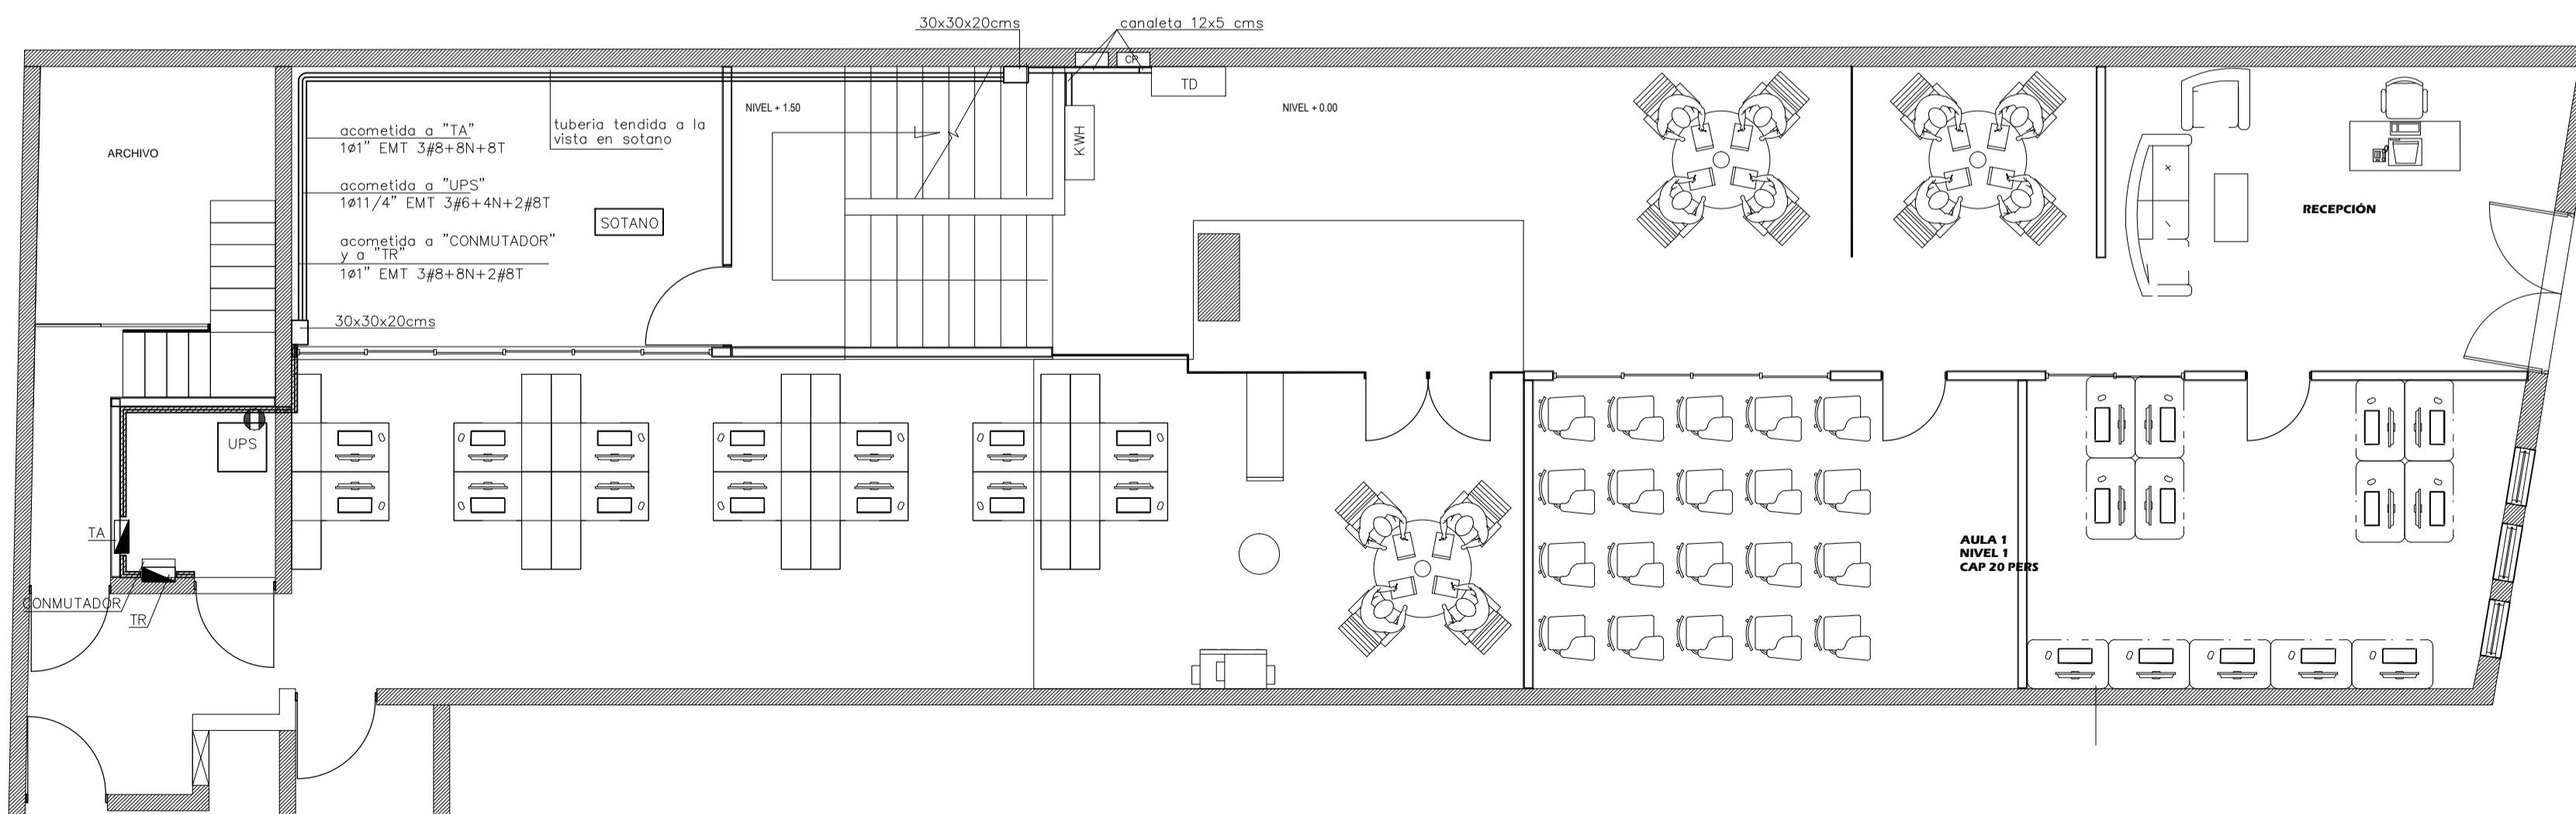 30x30x20cms
canaleta 12x5 cms
CP
TD
KWH
NIVEL + 1.50
NIVEL + 0.00
ARCHIVO
acometida a "TA"
1ø1" EMT 3#8+8N+8T
tuberia tendida a la
vista en sotano
acometida a "UPS"
1ø11/4" EMT 3#6+4N+2#8T
SOTANO
acometida a "CONMUTADOR"
y a "TR"
1ø1" EMT 3#8+8N+2#8T
30x30x20cms
RECEPCIÓN
UPS
TA
CONMUTADOR
TR
AULA 1
NIVEL 1
CAP 20 PERS